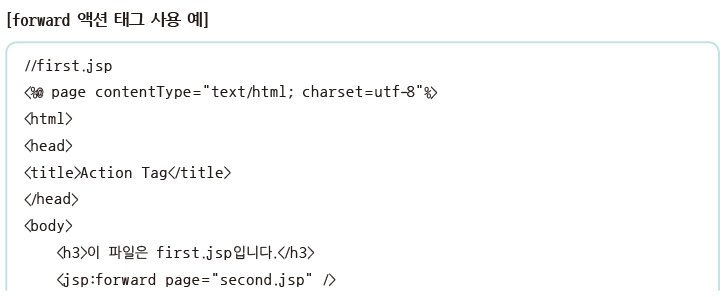 [forward 액션 태그 사용 예]
//first.jsp
<%@ page contentType="text/html; charset=utf-8"%>
<html>
<head>
<title>Action Tag</title>
</head>
<body>
<h3>이 파일은 first.jsp입니다.</h3>
<jsp:forward page="second.jsp" />